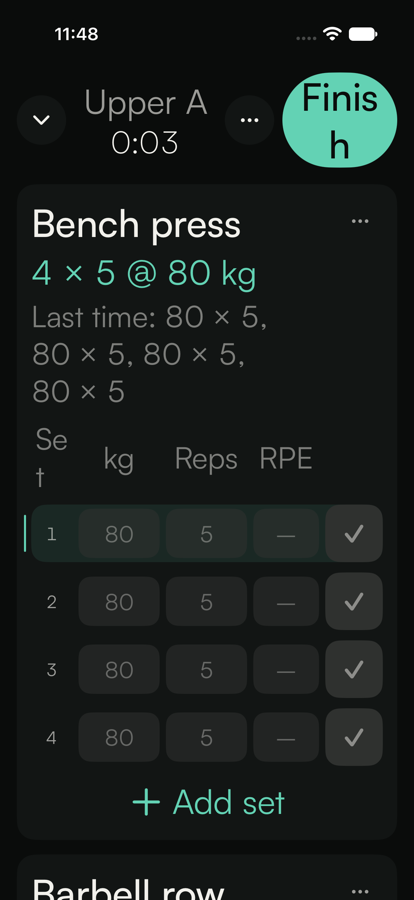 11:48
Upper A
0:03
Finis
h
Bench press
4 × 5 @ 80 kg
Last time: 80 × 5,
80 × 5, 80 × 5,
80 × 5
Se
t
kg Reps RPE
1 80 5 —
2 80 5 —
3 80 5 —
4 80 5 —
+ Add set
Barbell row